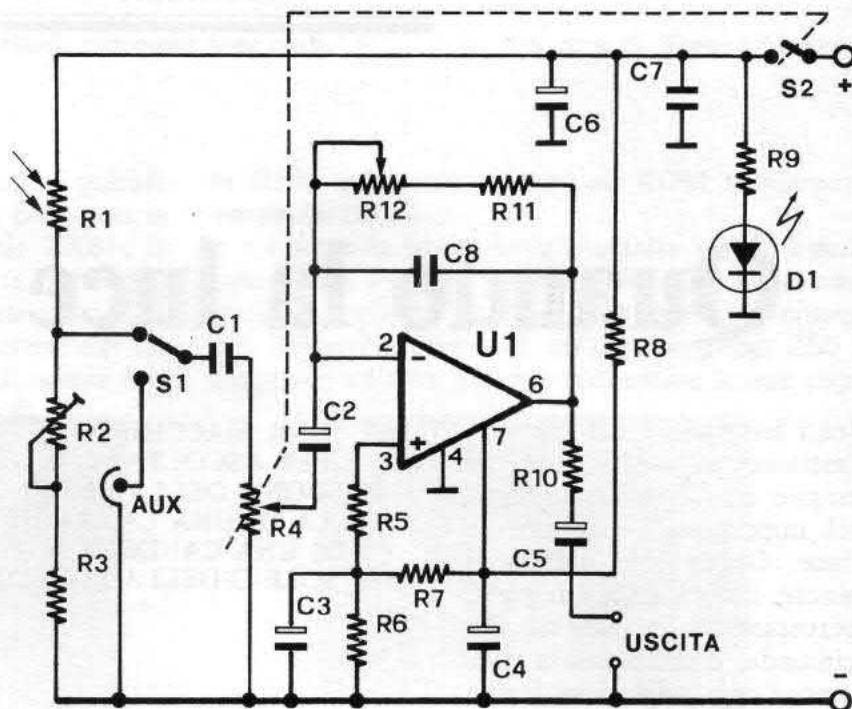 S2
+
C7
C6
R9
R1
R12
R11
C8
D1
U1
R8
C1
2
-
6
S1
C2
7
R2
+
3
4
R10
AUX
R4
R5
R3
C5
C3
R7
R6
USCITA
C4
-